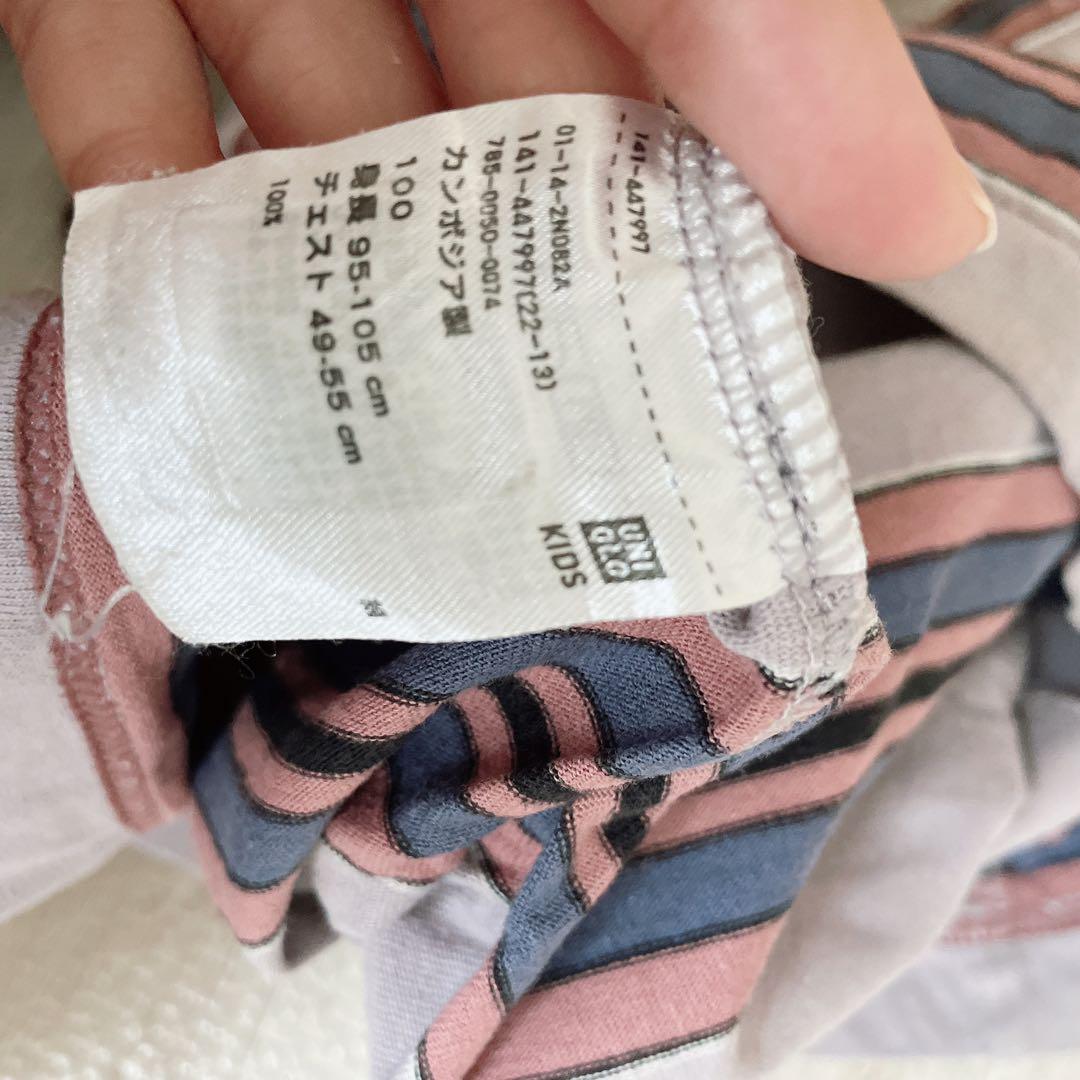 141-447997
UNI
QLO
KIDS
01-14-2N082A
141-447997(22-13)
785-0050-0074
カンボジア製
100
身長 95-105 cm
チェスト 49-55 cm
100%